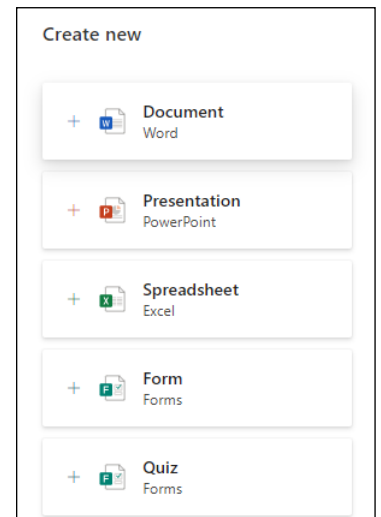 Create new
Document
Word
Presentation
PowerPoint
Spreadsheet
Excel
Form
Forms
Quiz
Forms